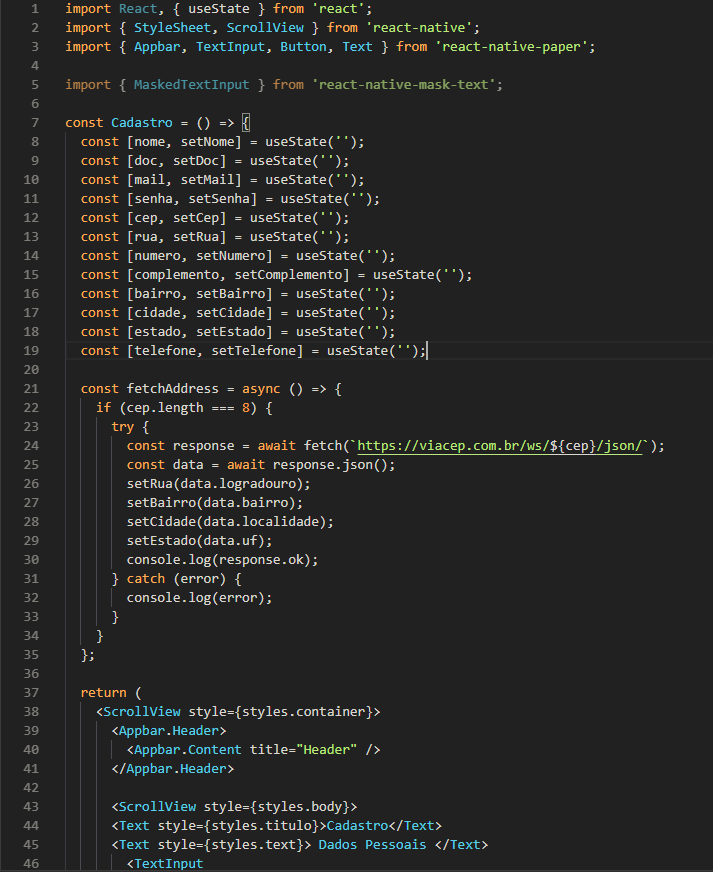 1 import React, { useState } from 'react';
2 import { StyleSheet, ScrollView } from 'react-native';
3 import { Appbar, TextInput, Button, Text } from 'react-native-paper';
4
5 import { MaskedTextInput } from 'react-native-mask-text';
6
7 const Cadastro = () => {
8   const [nome, setNome] = useState('');
9   const [doc, setDoc] = useState('');
10   const [mail, setMail] = useState('');
11   const [senha, setSenha] = useState('');
12   const [cep, setCep] = useState('');
13   const [rua, setRua] = useState('');
14   const [numero, setNumero] = useState('');
15   const [complemento, setComplemento] = useState('');
16   const [bairro, setBairro] = useState('');
17   const [cidade, setCidade] = useState('');
18   const [estado, setEstado] = useState('');
19   const [telefone, setTelefone] = useState('');
20
21   const fetchAddress = async () => {
22     if (cep.length === 8) {
23       try {
24         const response = await fetch(`https://viacep.com.br/ws/${cep}/json/`);
25         const data = await response.json();
26         setRua(data.logradouro);
27         setBairro(data.bairro);
28         setCidade(data.localidade);
29         setEstado(data.uf);
30         console.log(response.ok);
31       } catch (error) {
32         console.log(error);
33       }
34     }
35   };
36
37   return (
38     <ScrollView style={styles.container}>
39       <Appbar.Header>
40         <Appbar.Content title="Header" />
41       </Appbar.Header>
42
43       <ScrollView style={styles.body}>
44       <Text style={styles.titulo}>Cadastro</Text>
45       <Text style={styles.text}> Dados Pessoais </Text>
46         <TextInput